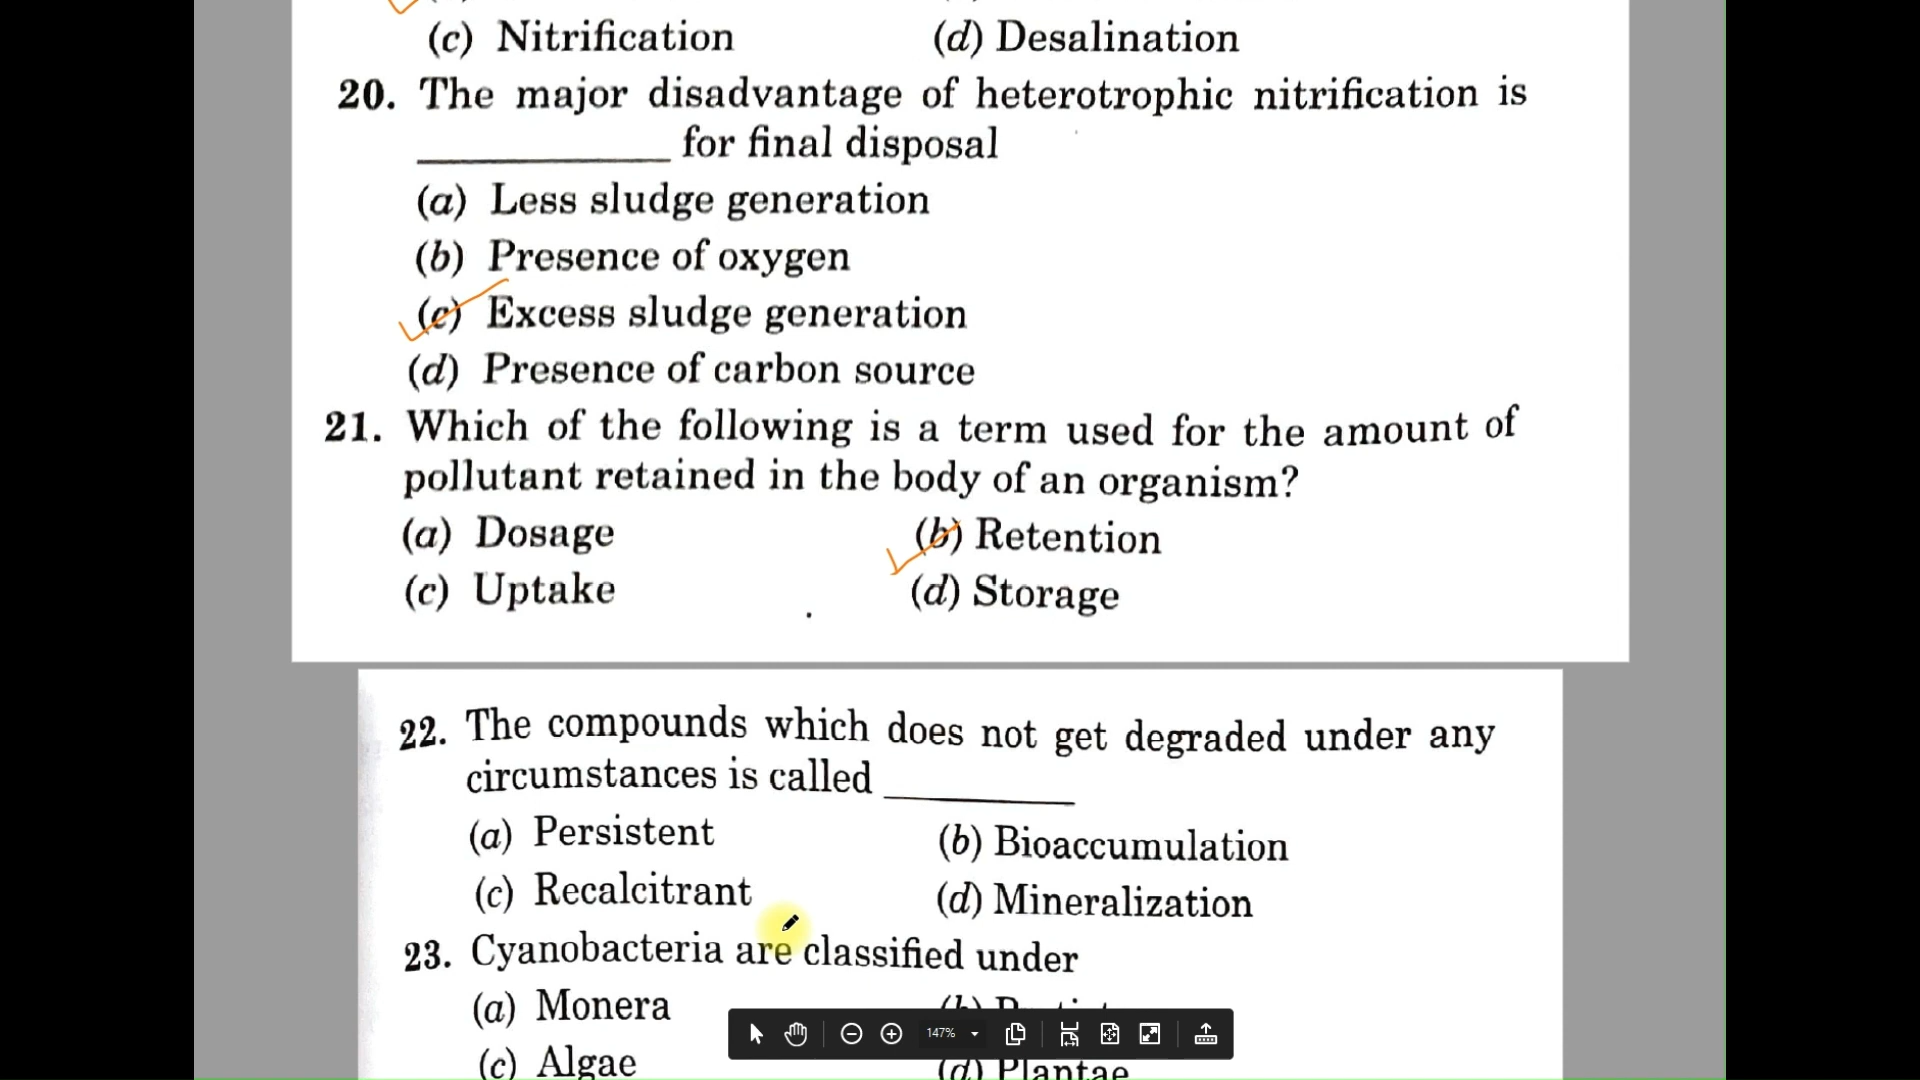 (c) Nitrification (d) Desalination
20. The major disadvantage of heterotrophic nitrification is
____________ for final disposal
(a) Less sludge generation
(b) Presence of oxygen
(c) Excess sludge generation
(d) Presence of carbon source
21. Which of the following is a term used for the amount of
pollutant retained in the body of an organism?
(a) Dosage (b) Retention
(c) Uptake (d) Storage
22. The compounds which does not get degraded under any
circumstances is called _________
(a) Persistent (b) Bioaccumulation
(c) Recalcitrant (d) Mineralization
23. Cyanobacteria are classified under
(a) Monera (b)
(c) Algae (d) Plantae
147%